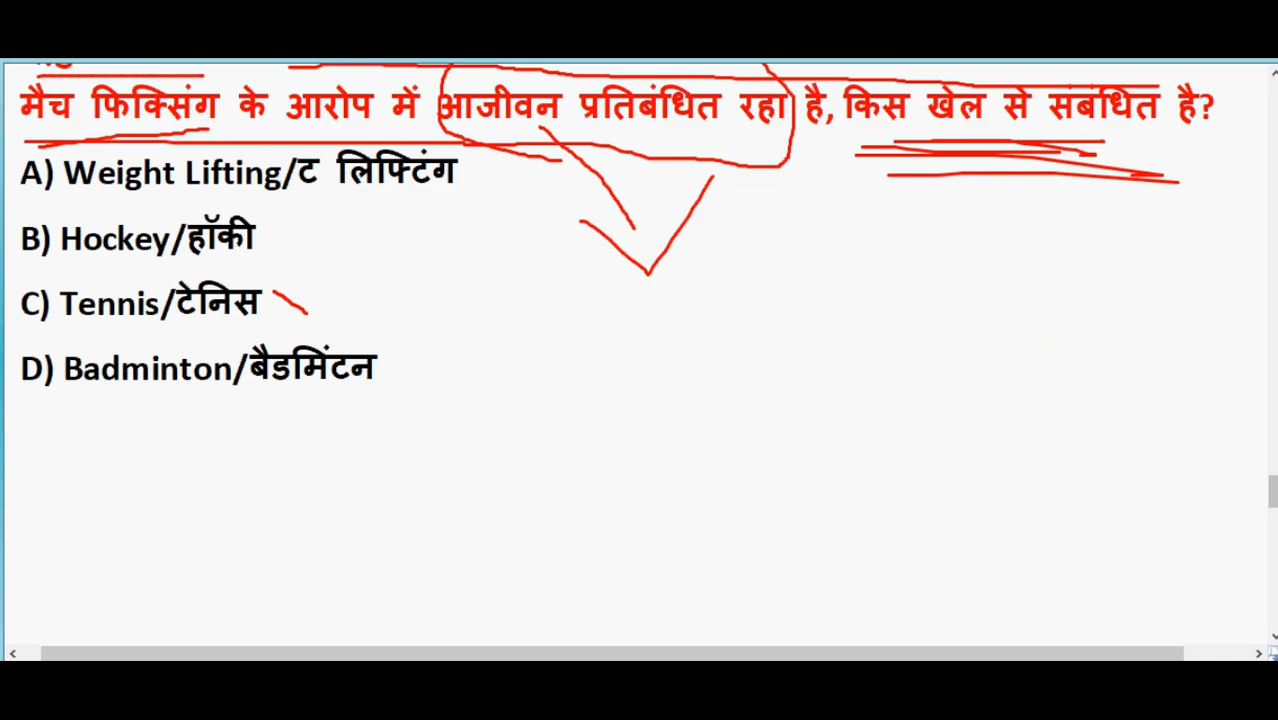 मैच फिक्सिंग के आरोप में आजीवन प्रतिबंधित रहा है, किस खेल से संबंधित है?
A) Weight Lifting/ट लिफ्टिंग
B) Hockey/हॉकी
C) Tennis/टेनिस
D) Badminton/बैडमिंटन